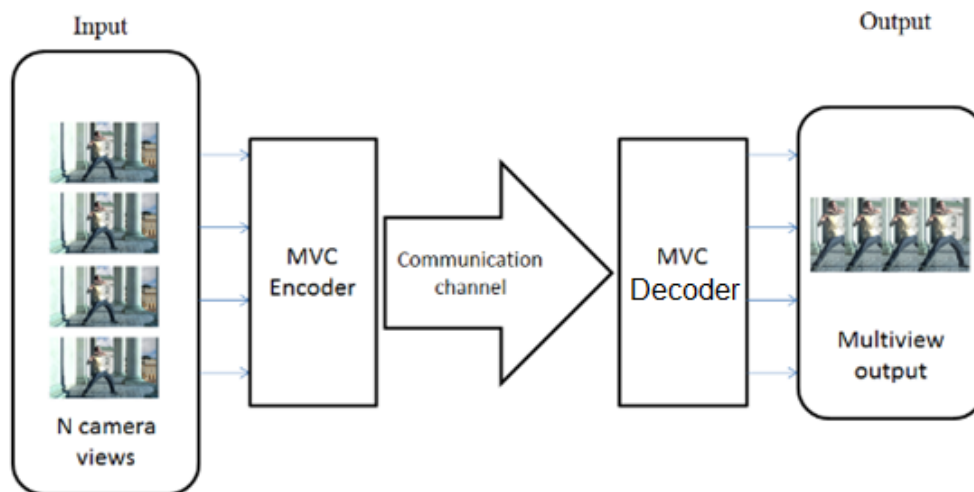 Input
Output
N camera
views
MVC
Encoder
Communication
channel
MVC
Decoder
Multiview
output